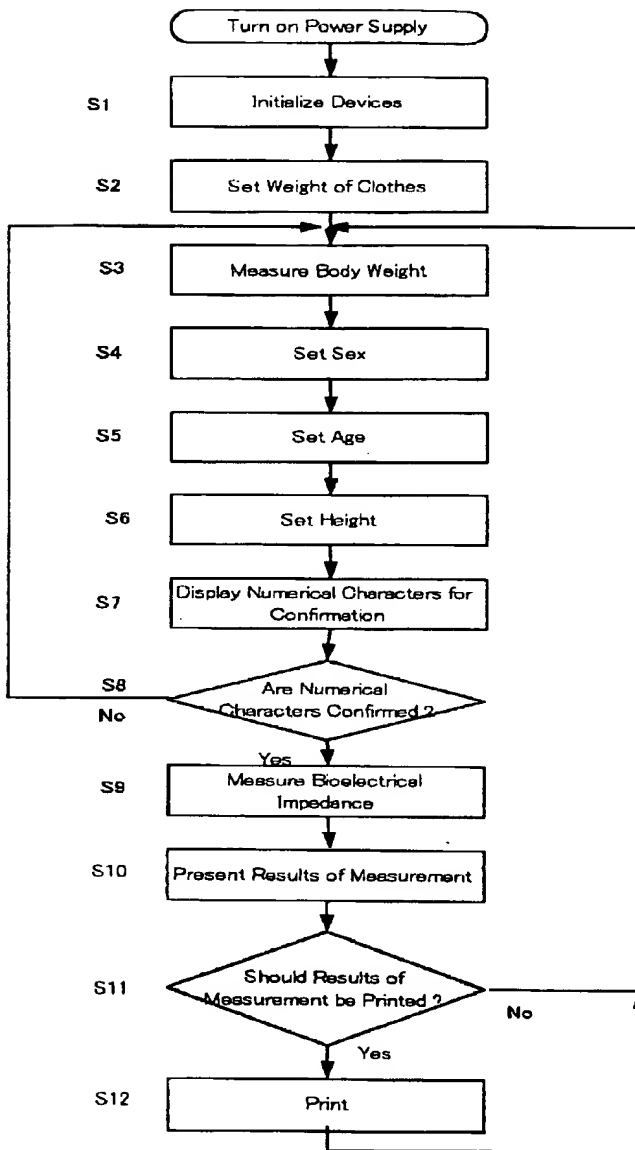 Turn on Power Supply
S1
Initialize Devices
S2
Set Weight of Clothes
S3
Measure Body Weight
S4
Set Sex
S5
Set Age
S6
Set Height
S7
Display Numerical Characters for
Confirmation
S8
Are Numerical
Characters Confirmed ?
No
Yes
S9
Measure Bioelectrical
Impedance
S10
Present Results of Measurement
S11
Should Results of
Measurement be Printed ?
No
Yes
S12
Print